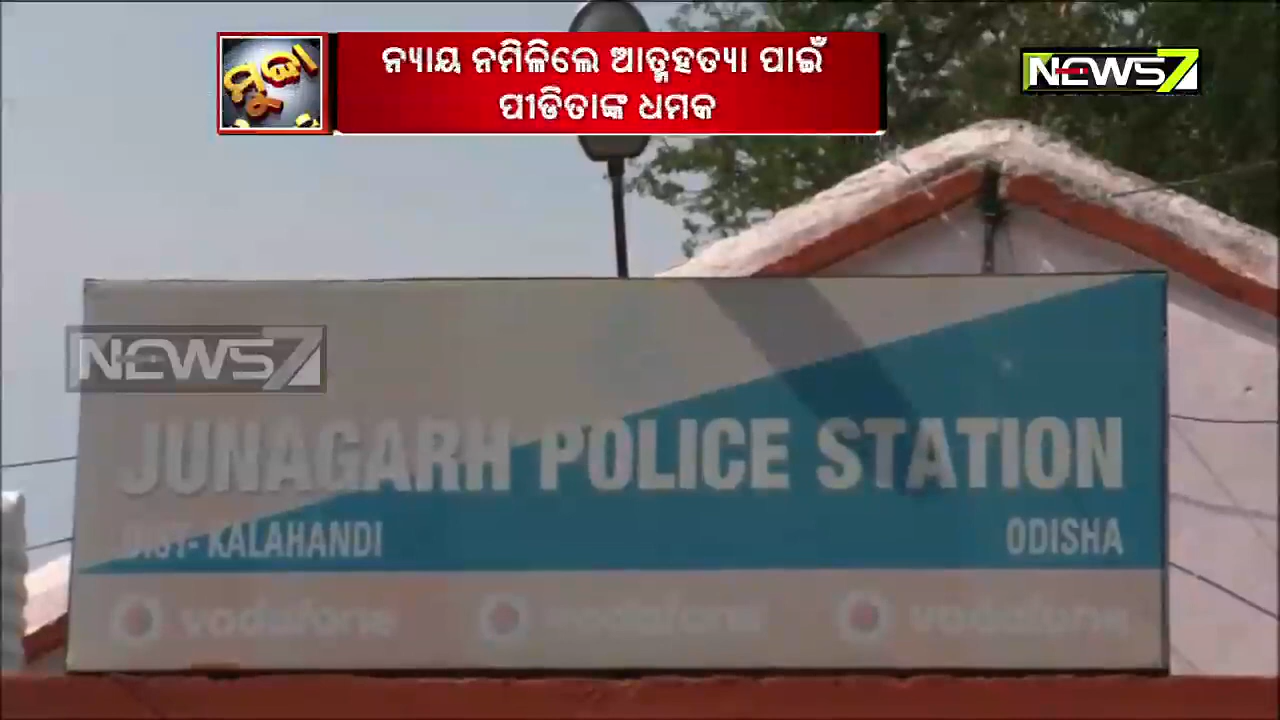 ନ୍ୟାୟ ନମିଳିଲେ ଆତ୍ମହତ୍ୟା ପାଇଁ
ପୀଡିତାଙ୍କ ଧମକ
NEWS7
NEWS7
JUNAGARH POLICE STATION
DIST- KALAHANDI
ODISHA
vodafone vodafone vodafone